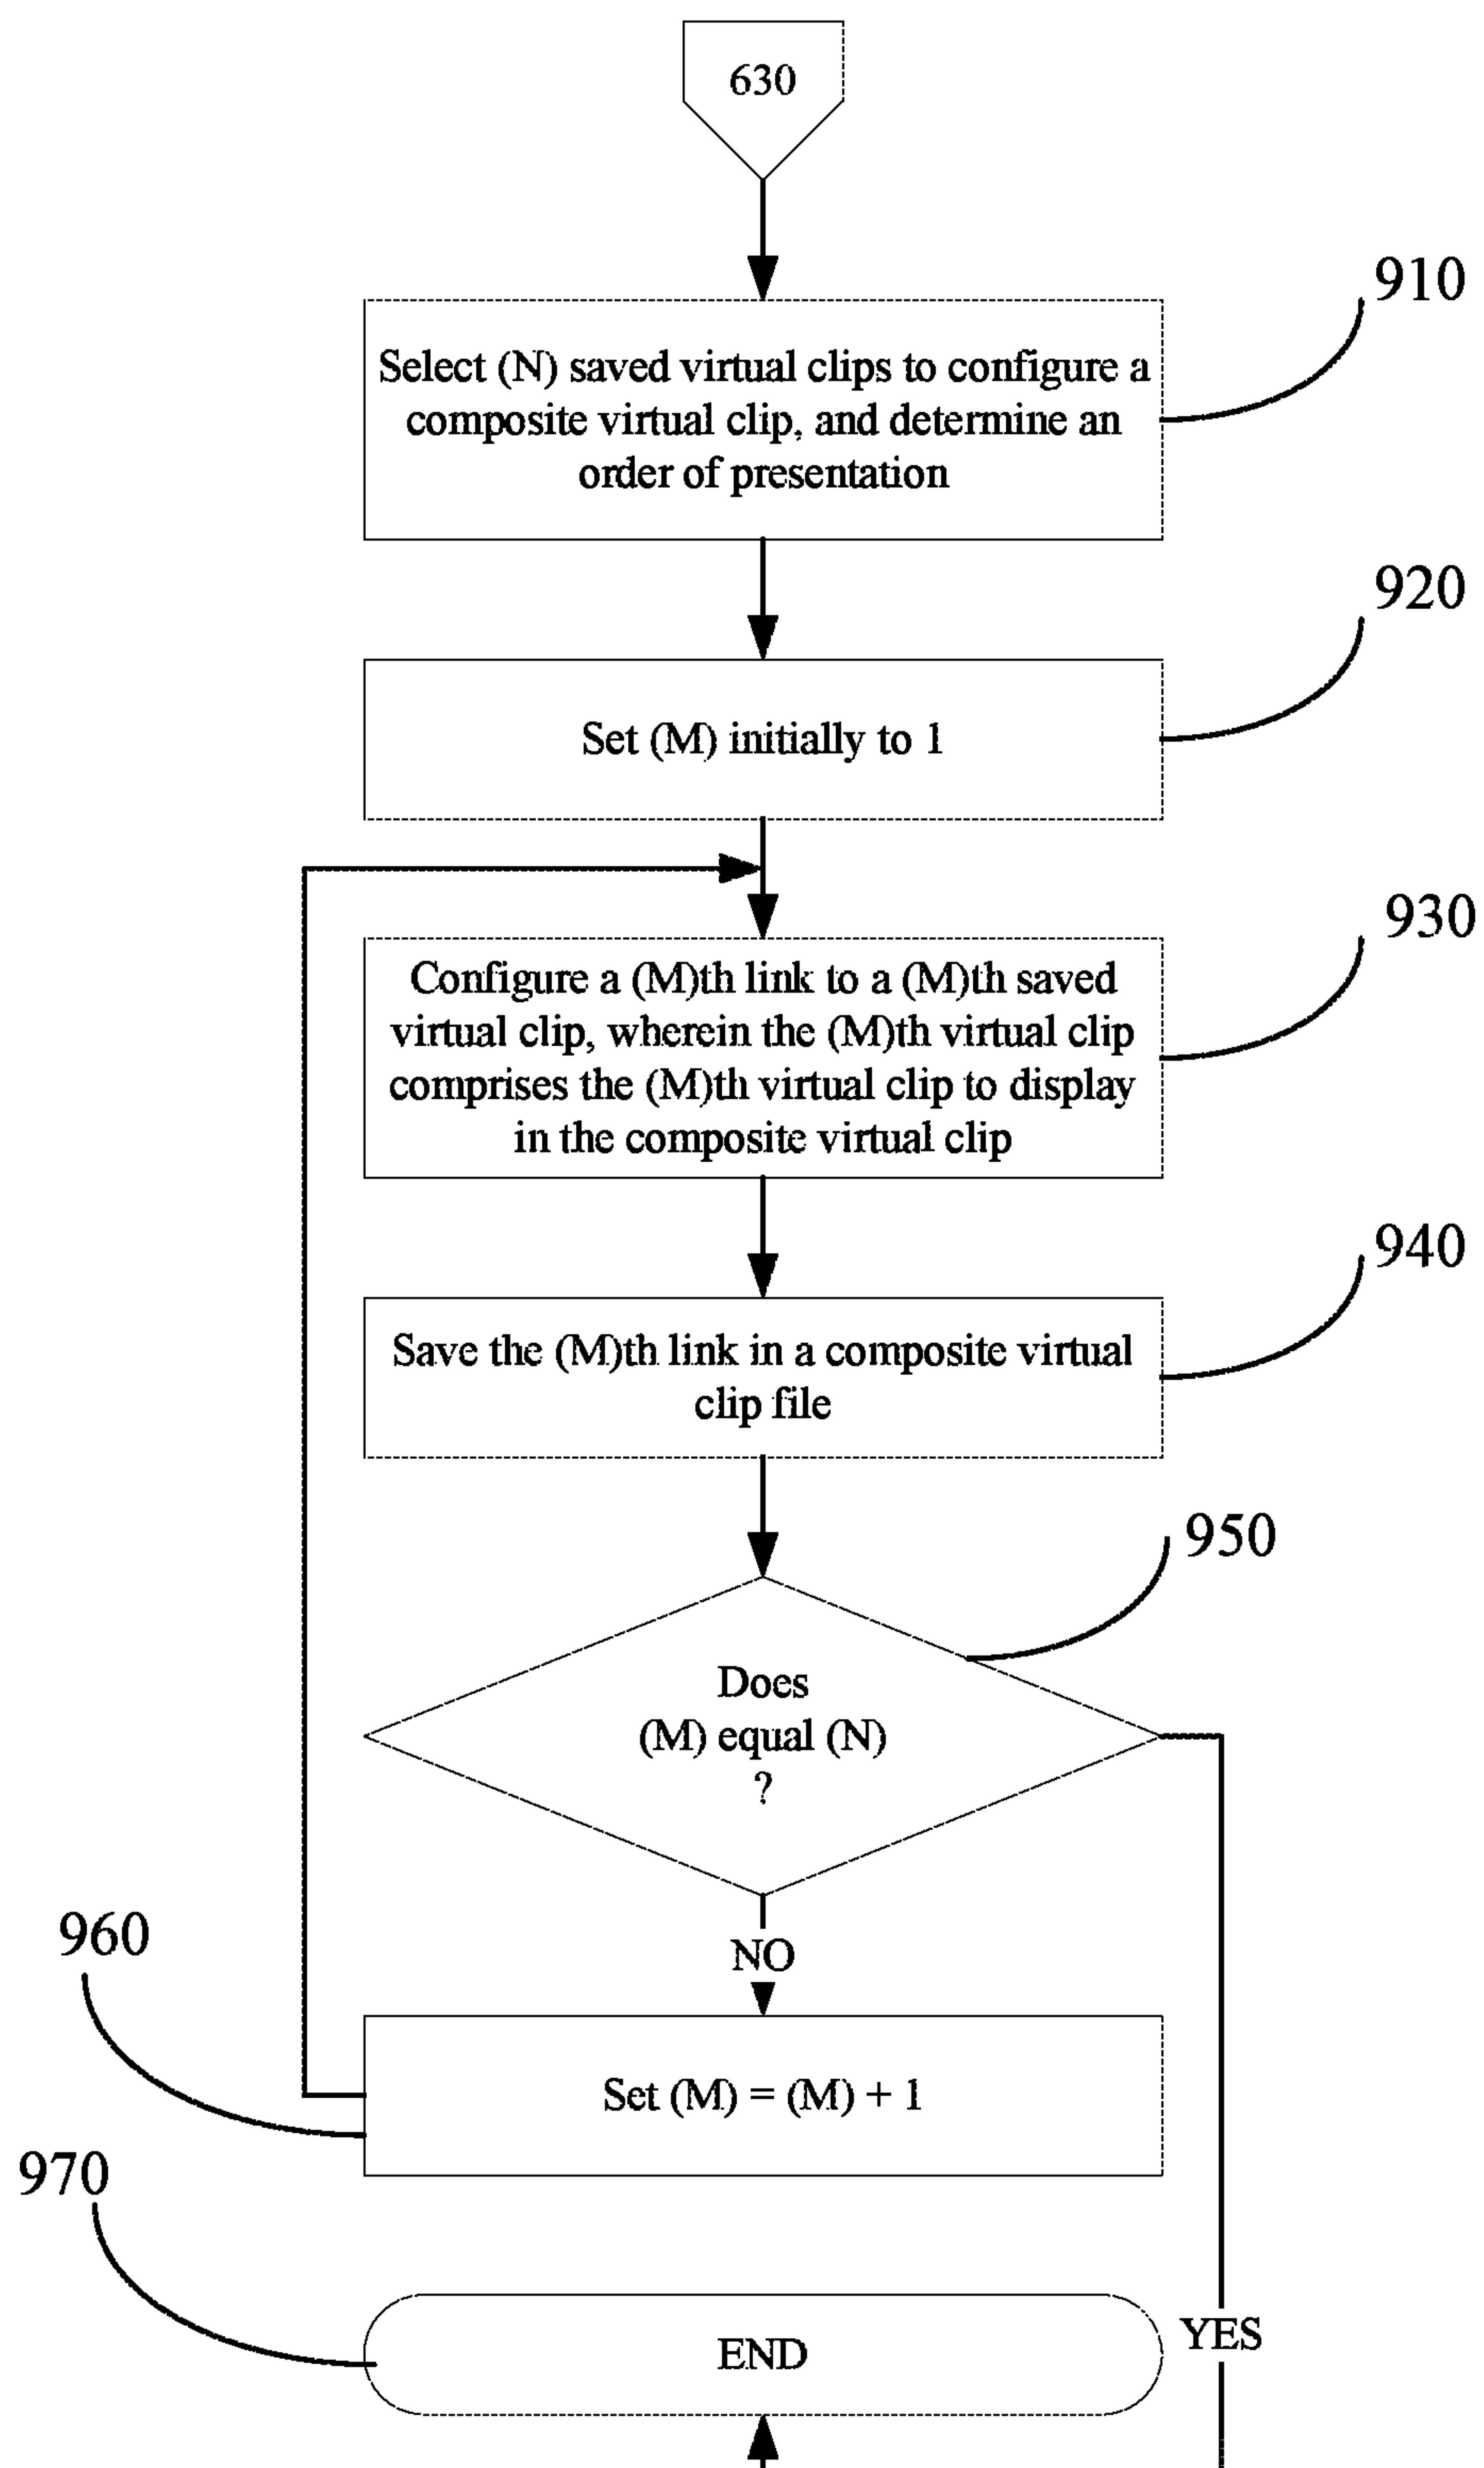 630
910
Select (N) saved virtual clips to configure a
composite virtual clip, and determine an
order of presentation
920
Set (M) initially to 1
930
Configure a (M)th link to a (M)th saved
virtual clip, wherein the (M)th virtual clip
comprises the (M)th virtual clip to display
in the composite virtual clip
940
Save the (M)th link in a composite virtual
clip file
950
Does
(M) equal (N)
?
960
NO
Set (M) = (M) + 1
970
END
YES